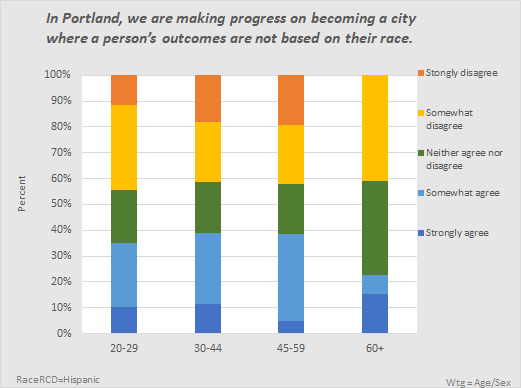 In Portland, we are making progress on becoming a city
where a person's outcomes are not based on their race.
100%
90%
80%
70%
60%
50%
40%
30%
20%
10%
0%
Percent
20-29
30-44
45-59
60+
Stongly disagree
Somewhat
disagree
Neither agree nor
disagree
Somewhat agree
Strongly agree
RaceRCD=Hispanic
Wtg = Age/Sex